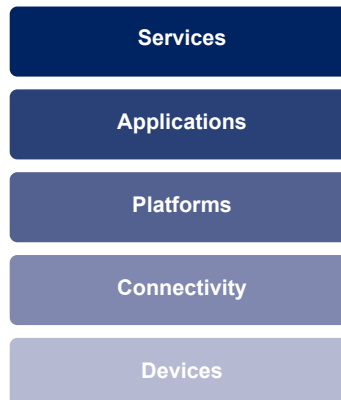 Services
Applications
Platforms
Connectivity
Devices